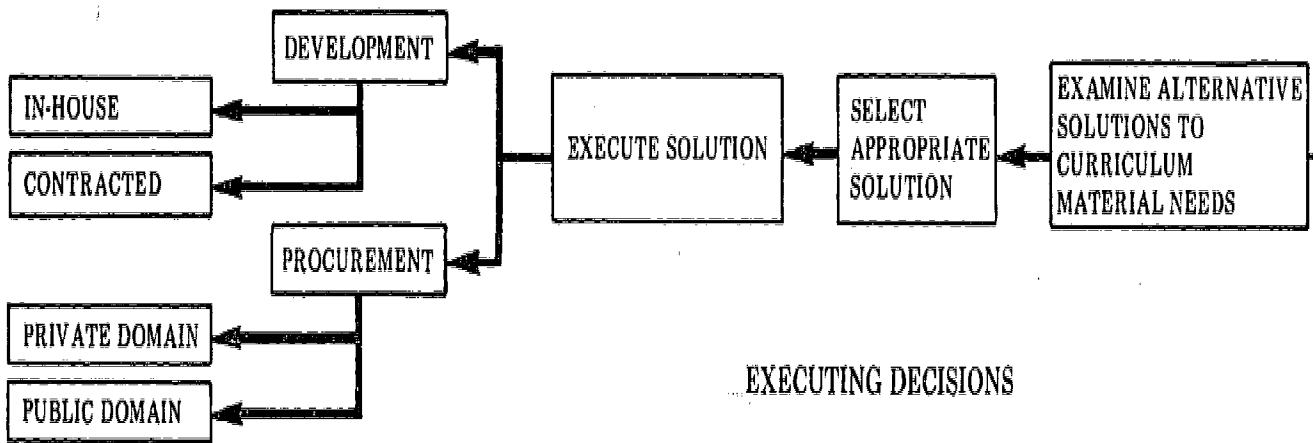 DEVELOPMENT
IN-HOUSE
CONTRACTED
EXECUTE SOLUTION
SELECT
APPROPRIATE
SOLUTION
EXAMINE ALTERNATIVE
SOLUTIONS TO
CURRICULUM
MATERIAL NEEDS
PROCUREMENT
PRIVATE DOMAIN
PUBLIC DOMAIN
EXECUTING DECISIONS